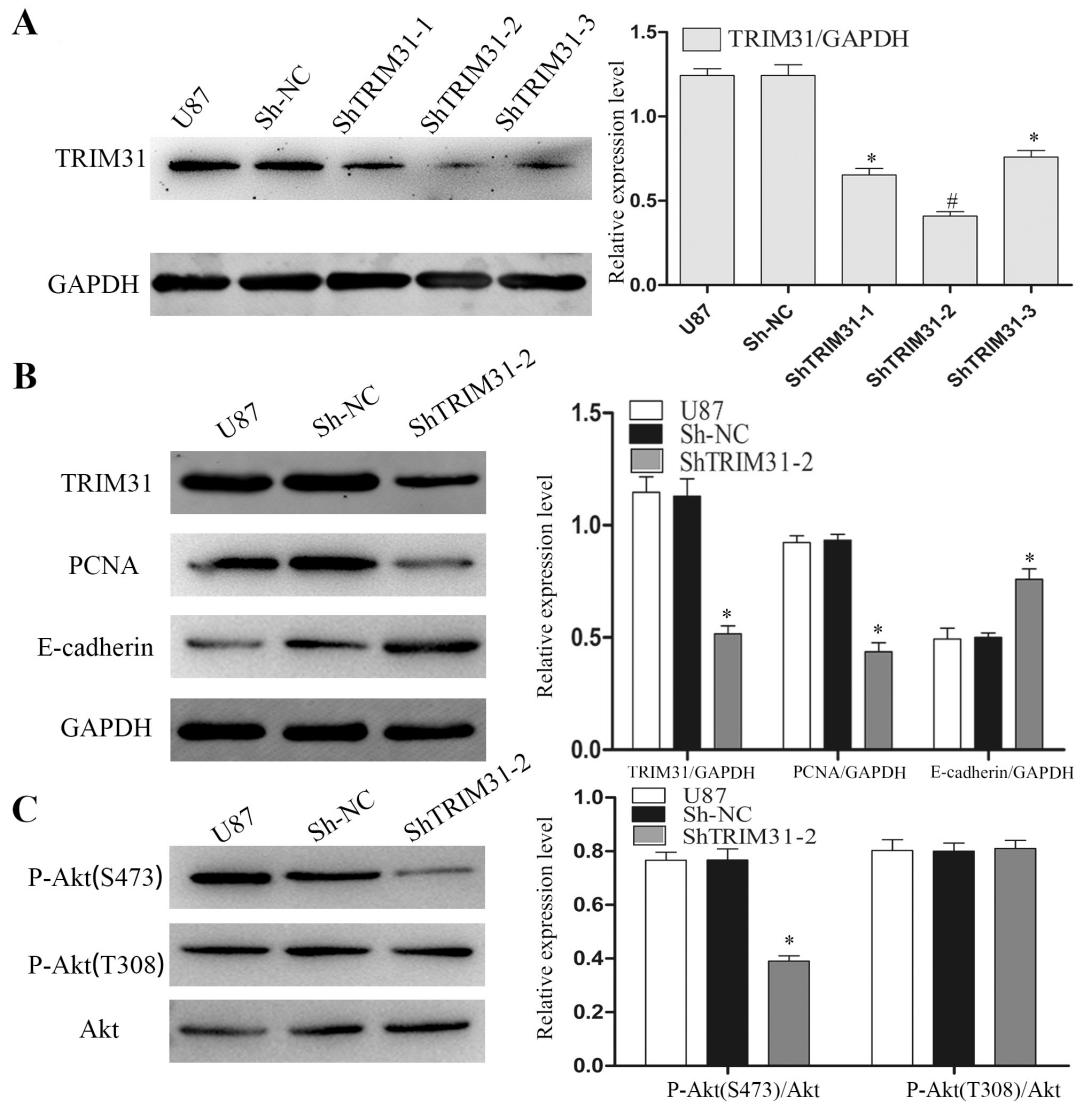 A
U87
Sh-NC
ShTRIM31-1
ShTRIM31-2
ShTRIM31-3
TRIM31
GAPDH
Relative expression level
1.5
1.0
0.5
0.0
TRIM31/GAPDH
*
#
*
U87
Sh-NC
ShTRIM31-1
ShTRIM31-2
ShTRIM31-3
B
U87
Sh-NC
ShTRIM31-2
TRIM31
PCNA
E-cadherin
GAPDH
Relative expression level
1.5
1.0
0.5
0.0
U87
Sh-NC
ShTRIM31-2
*
*
*
TRIM31/GAPDH
PCNA/GAPDH
E-cadherin/GAPDH
C
U87
Sh-NC
ShTRIM31-2
P-Akt(S473)
P-Akt(T308)
Akt
Relative expression level
1.0
0.8
0.6
0.4
0.2
0.0
U87
Sh-NC
ShTRIM31-2
*
P-Akt(S473)/Akt
P-Akt(T308)/Akt